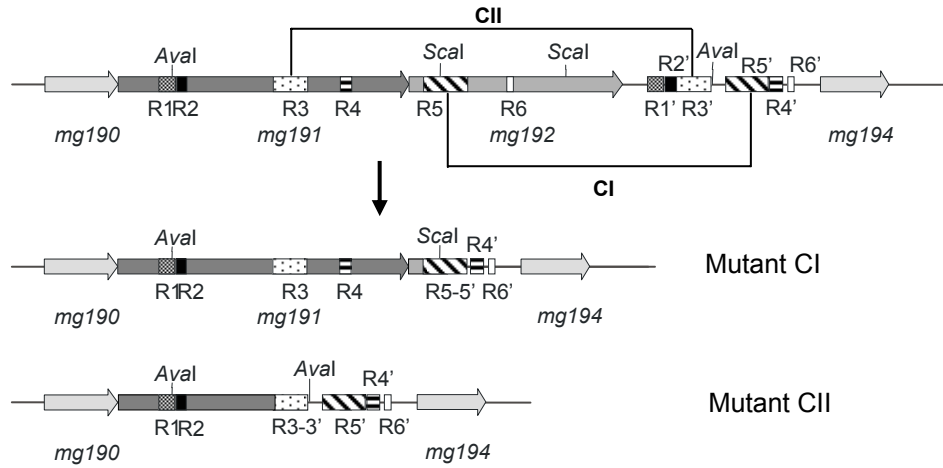 CII
AvaI ScaI ScaI R2' AvaI R5' R6'
R1R2 R3 R4 R5 R6 R1' R3' R4'
mg190 mg191 mg192 mg194
CI
AvaI ScaI R4'
Mutant CI
R1R2 R3 R4 R5-5' R6'
mg190 mg191 mg194
AvaI AvaI R4'
Mutant CII
R1R2 R3-3' R5' R6'
mg190 mg194